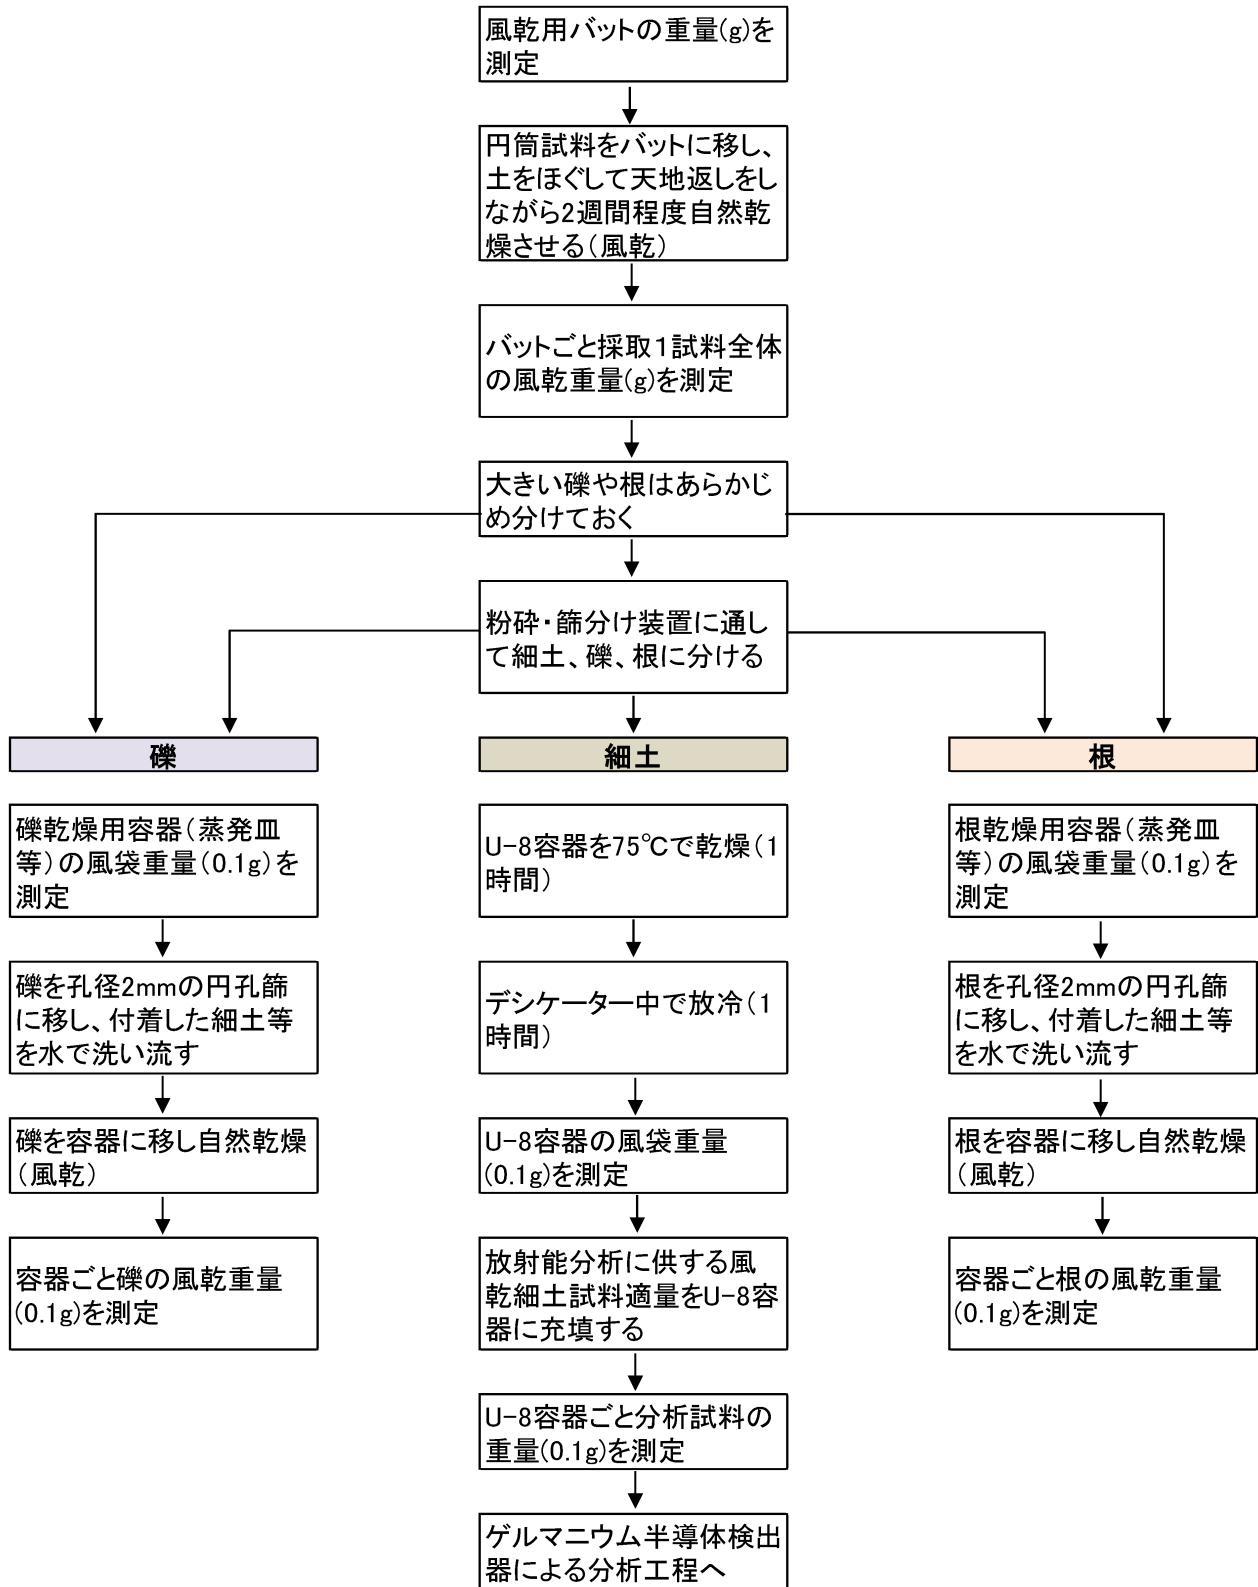 風乾用バットの重量(g)を
測定
円筒試料をバットに移し、
土をほぐして天地返しをし
ながら2週間程度自然乾
燥させる(風乾)
バットごと採取1試料全体
の風乾重量(g)を測定
大きい礫や根はあらかじ
め分けておく
粉砕・篩分け装置に通し
て細土、礫、根に分ける
礫
礫乾燥用容器(蒸発皿
等)の風袋重量(0.1g)を
測定
礫を孔径2mmの円孔篩
に移し、付着した細土等
を水で洗い流す
礫を容器に移し自然乾燥
(風乾)
容器ごと礫の風乾重量
(0.1g)を測定
細土
U-8容器を75℃で乾燥(1
時間)
デシケーター中で放冷(1
時間)
U-8容器の風袋重量
(0.1g)を測定
放射能分析に供する風
乾細土試料適量をU-8容
器に充填する
U-8容器ごと分析試料の
重量(0.1g)を測定
ゲルマニウム半導体検出
器による分析工程へ
根
根乾燥用容器(蒸発皿
等)の風袋重量(0.1g)を
測定
根を孔径2mmの円孔篩
に移し、付着した細土等
を水で洗い流す
根を容器に移し自然乾燥
(風乾)
容器ごと根の風乾重量
(0.1g)を測定